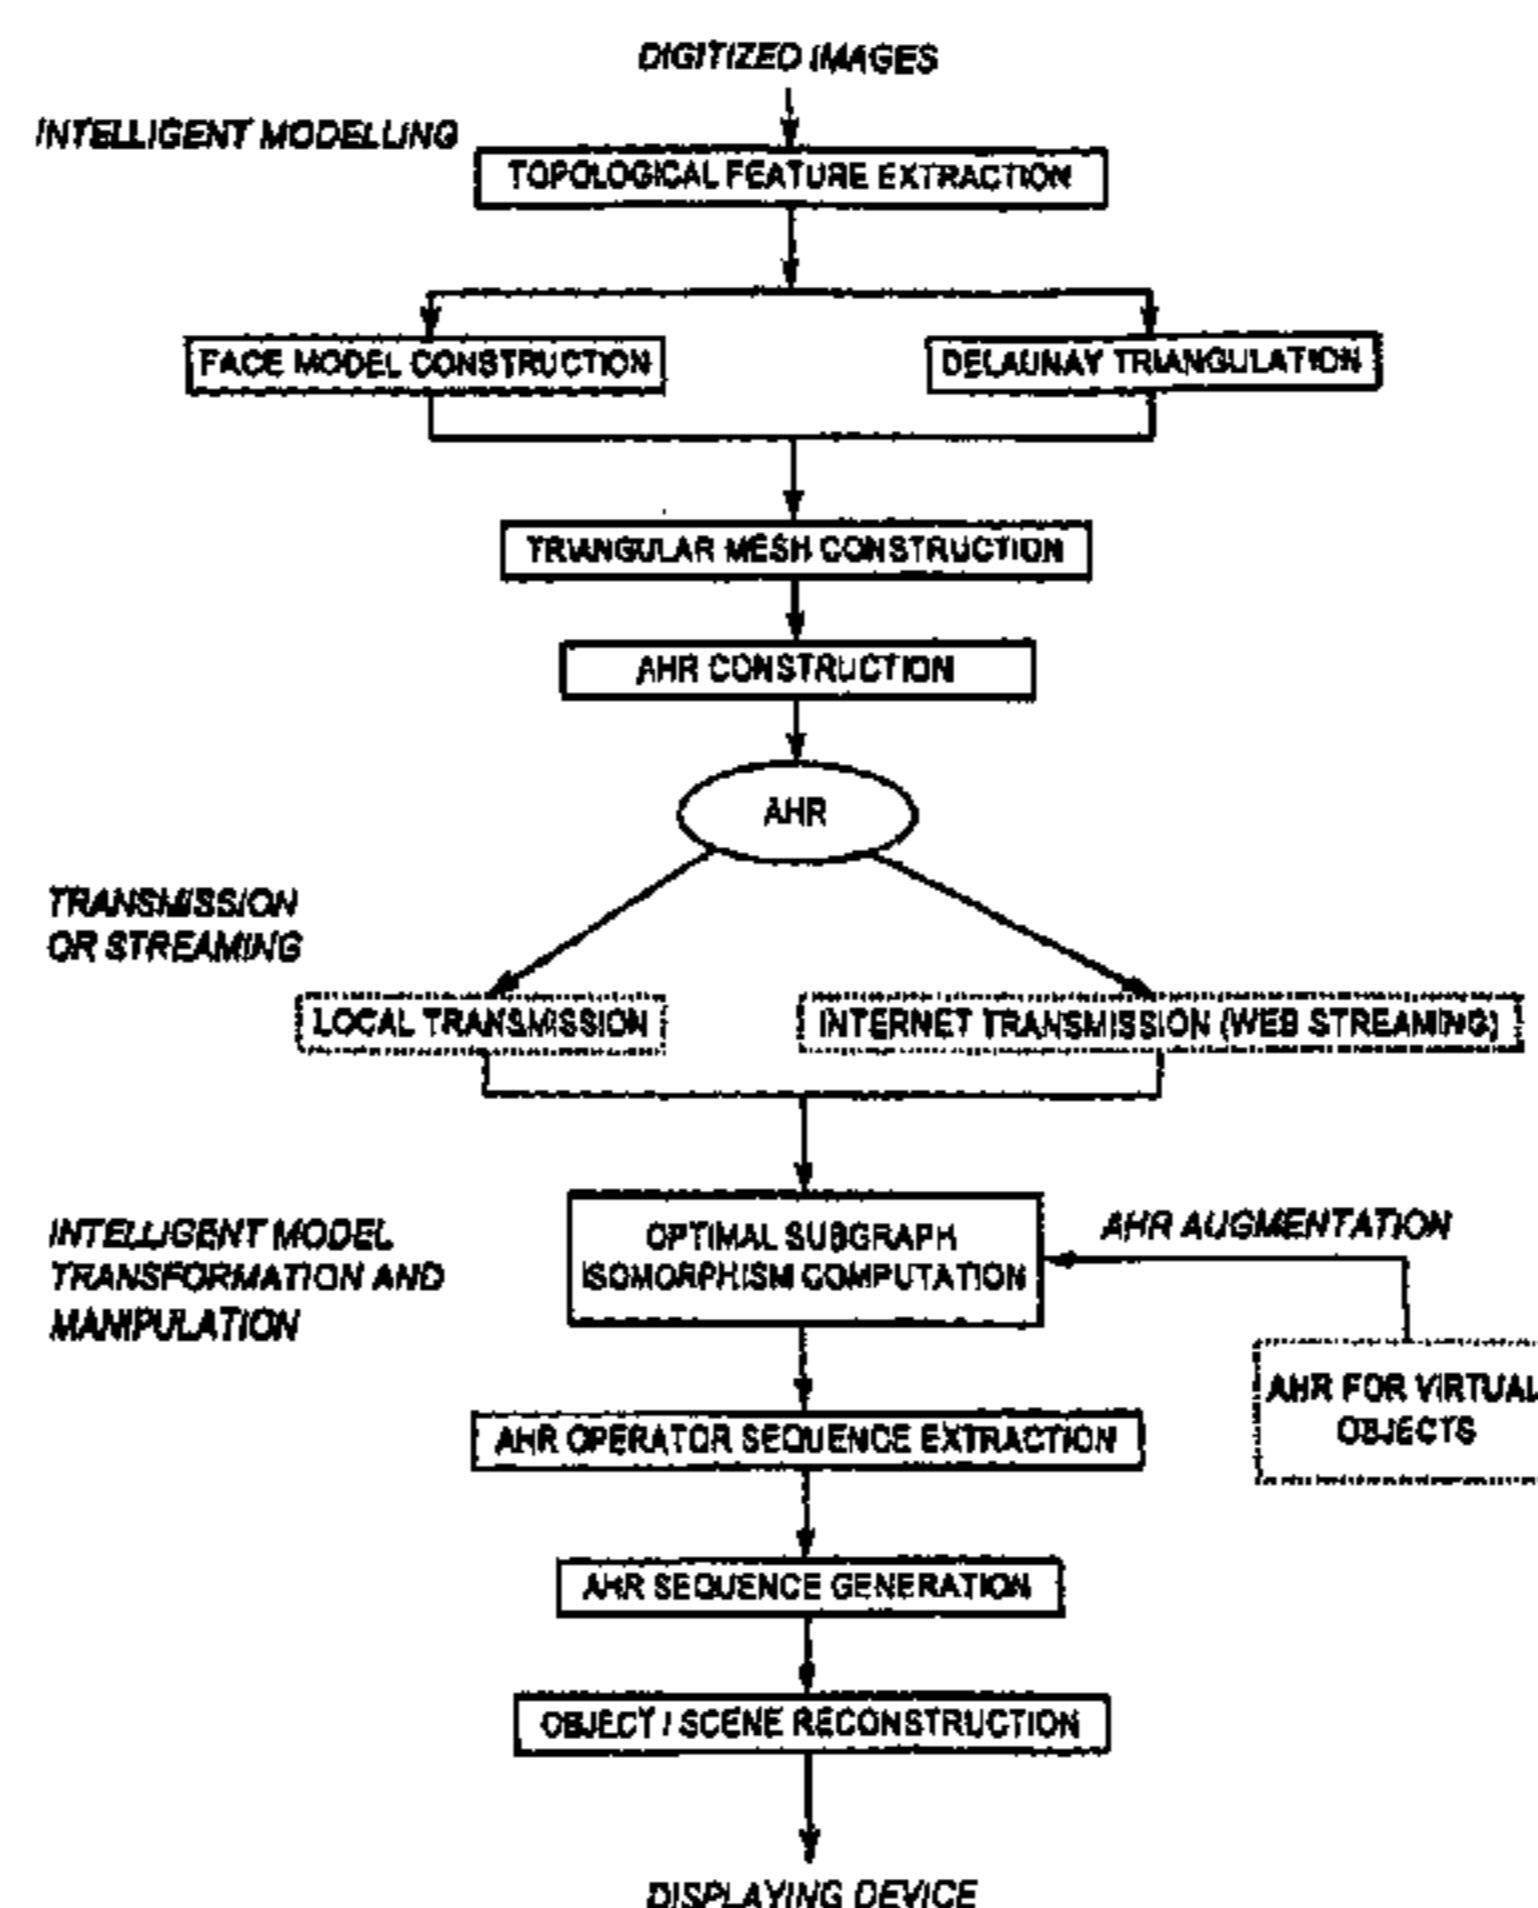 DIGITIZED IMAGES
INTELLIGENT MODELLING
TOPOLOGICAL FEATURE EXTRACTION
FACE MODEL CONSTRUCTION
DELAUNAY TRIANGULATION
TRIANGULAR MESH CONSTRUCTION
AHR CONSTRUCTION
AHR
TRANSMISSION
OR STREAMING
LOCAL TRANSMISSION
INTERNET TRANSMISSION (WEB STREAMING)
INTELLIGENT MODEL
TRANSFORMATION AND
MANIPULATION
OPTIMAL SUBGRAPH
ISOMORPHISM COMPUTATION
AHR AUGMENTATION
AHR FOR VIRTUAL
OBJECTS
AHR OPERATOR SEQUENCE EXTRACTION
AHR SEQUENCE GENERATION
OBJECT / SCENE RECONSTRUCTION
DISPLAYING DEVICE